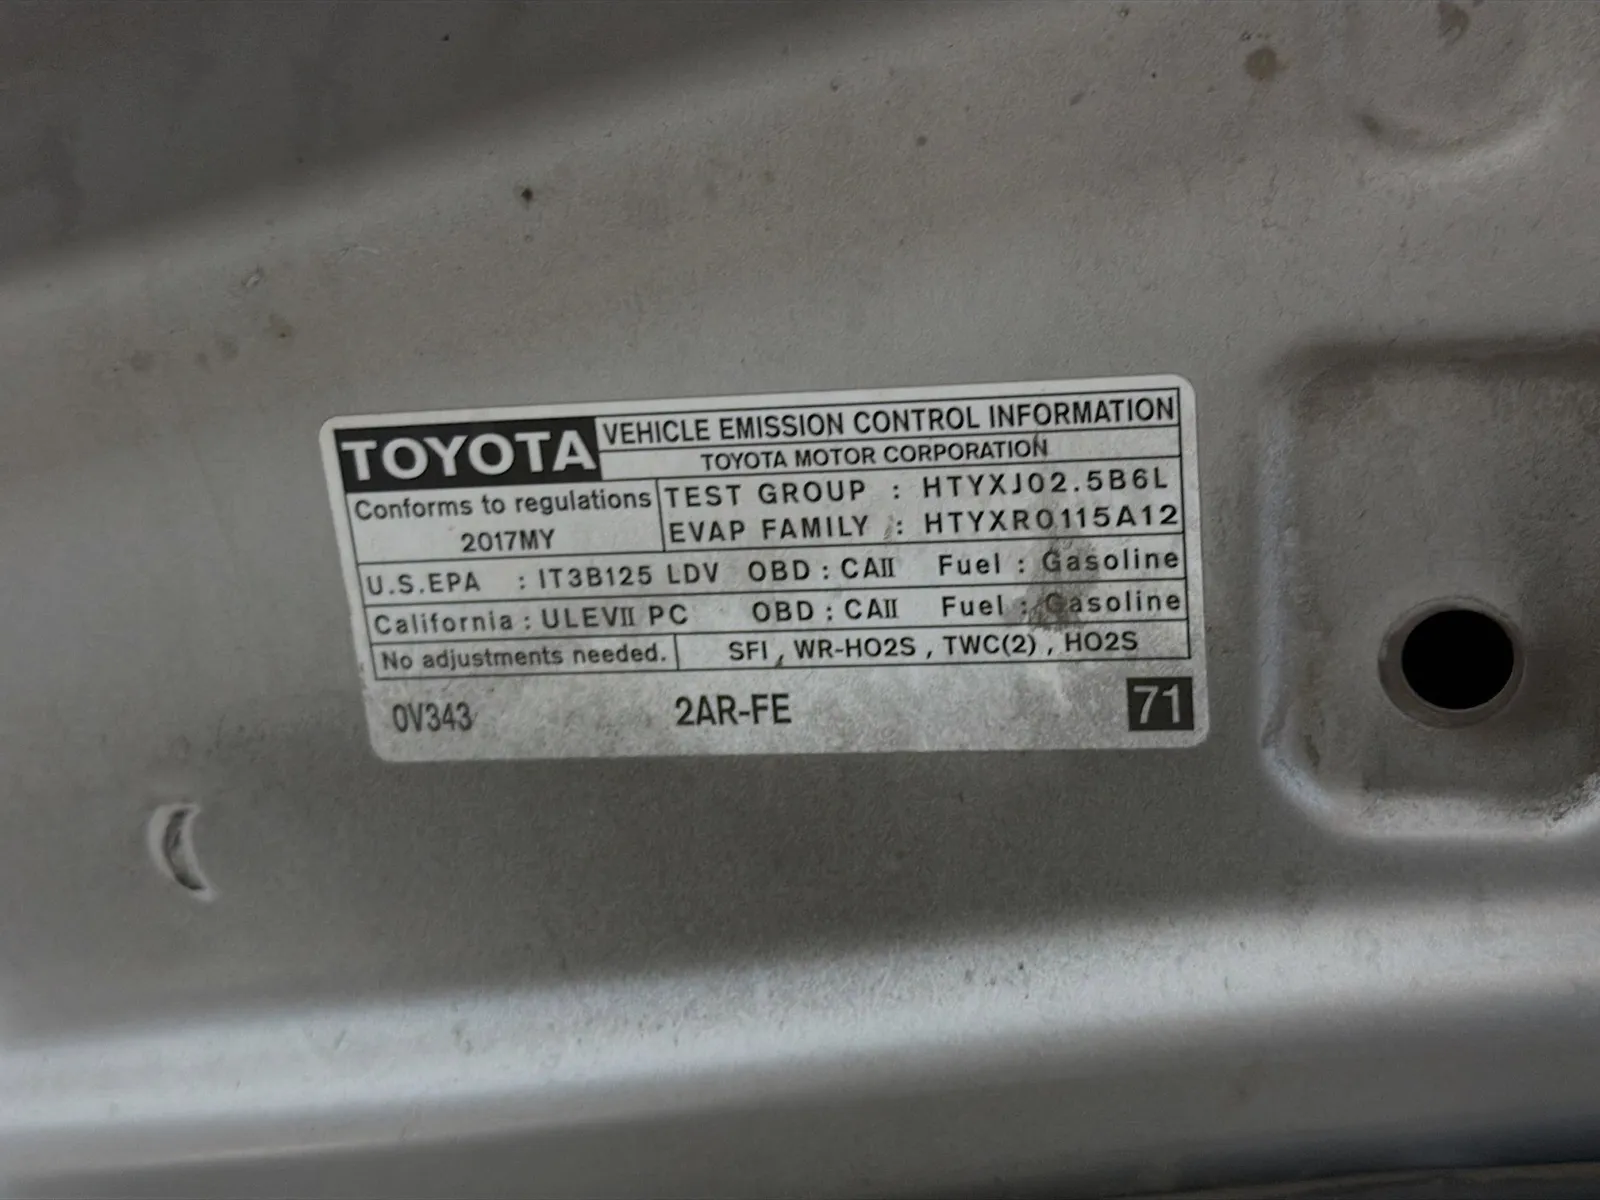 TOYOTA VEHICLE EMISSION CONTROL INFORMATION
TOYOTA MOTOR CORPORATION
Conforms to regulations
2017MY
TEST GROUP : HTYXJ02.5B6L
EVAP FAMILY : HTYXR0115A12
U.S.EPA : IT3B125 LDV OBD : CAII Fuel : Gasoline
California : ULEVII PC OBD : CAII Fuel : Gasoline
No adjustments needed. SFI , WR-HO2S , TWC(2) , HO2S
0V343 2AR-FE 71